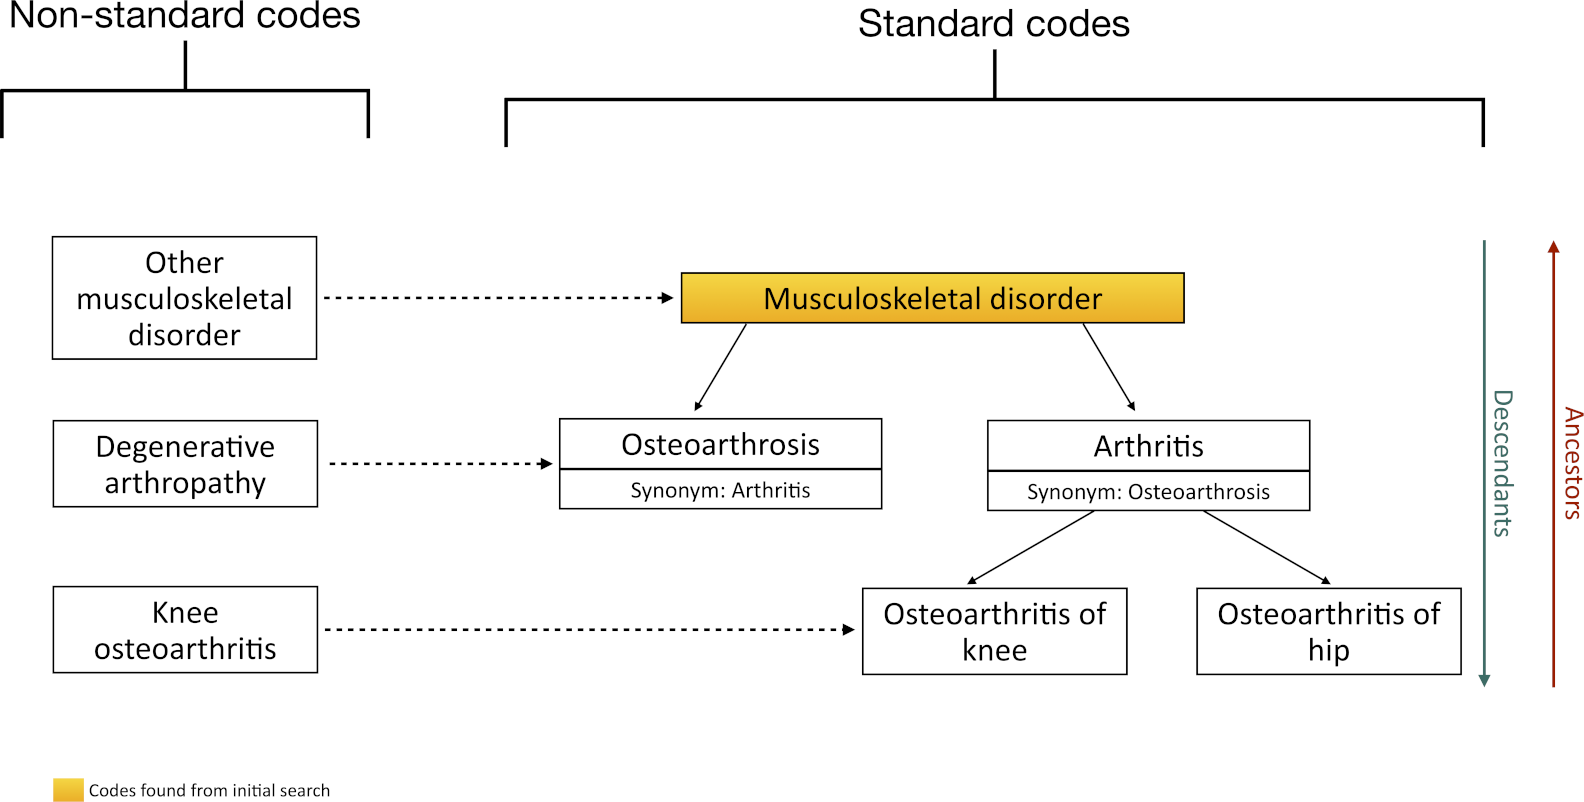 Non-standard codes
Standard codes
Other
musculoskeletal
disorder
Musculoskeletal disorder
Degenerative
arthropathy
Osteoarthrosis
Synonym: Arthritis
Arthritis
Synonym: Osteoarthrosis
Knee
osteoarthritis
Osteoarthritis of
knee
Osteoarthritis of
hip
Descendants
Ancestors
Codes found from initial search